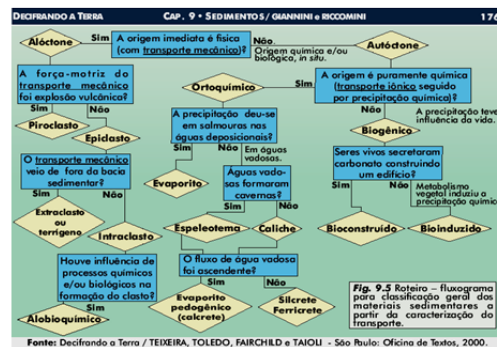 DECIFRANDO A TERRA
CAP. 9 • SEDIMENTOS / GIANNINI e RICCOMINI
176
Alóctone
Sim
A origem imediata é física
(com transporte mecânico)?
Não.
Origem química e/ou
biológica, in situ.
Autóctone
A força-matriz do
transporte mecânico
foi explosão vulcânica?
Sim
Não
Piroclasto
Epiclasto
O transporte mecânico
veio de fora da bacia
sedimentar?
Sim
Não
Extraclasto
ou
terrígeno
Intraclasto
Houve influência de
processos químicos
e/ou biológicos na
formação do clasto?
Sim
Alobioquímico
Ortoquímico
Sim
A origem é puramente química
(transporte iônico seguido
por precipitação química)?
Não
A precipitação teve
influência da vida.
A precipitação deu-se
em salmouras nas
águas deposicionais?
Sim
Em águas
vadosas.
Evaporito
Águas vado-
sas formaram
cavernas?
Sim
Não
Espeleotema
Caliche
O fluxo de água vadosa
foi ascendente?
Sim
Não
Evaporito
pedogênico
(calcrete)
Silcrete
Ferricrete
Biogênico
Seres vivos secretaram
carbonato construindo
um edifício?
Sim
Não
Metabolismo
vegetal induziu a
precipitação química
Bioconstruído
Bioinduzido
Fig. 9.5 Roteiro – fluxograma
para classificação geral dos
materiais sedimentares a
partir da caracterização do
transporte.
Fonte: Decifrando a Terra / TEIXEIRA, TOLEDO, FAIRCHILD e TAIOLI - São Paulo: Oficina de Textos, 2000.